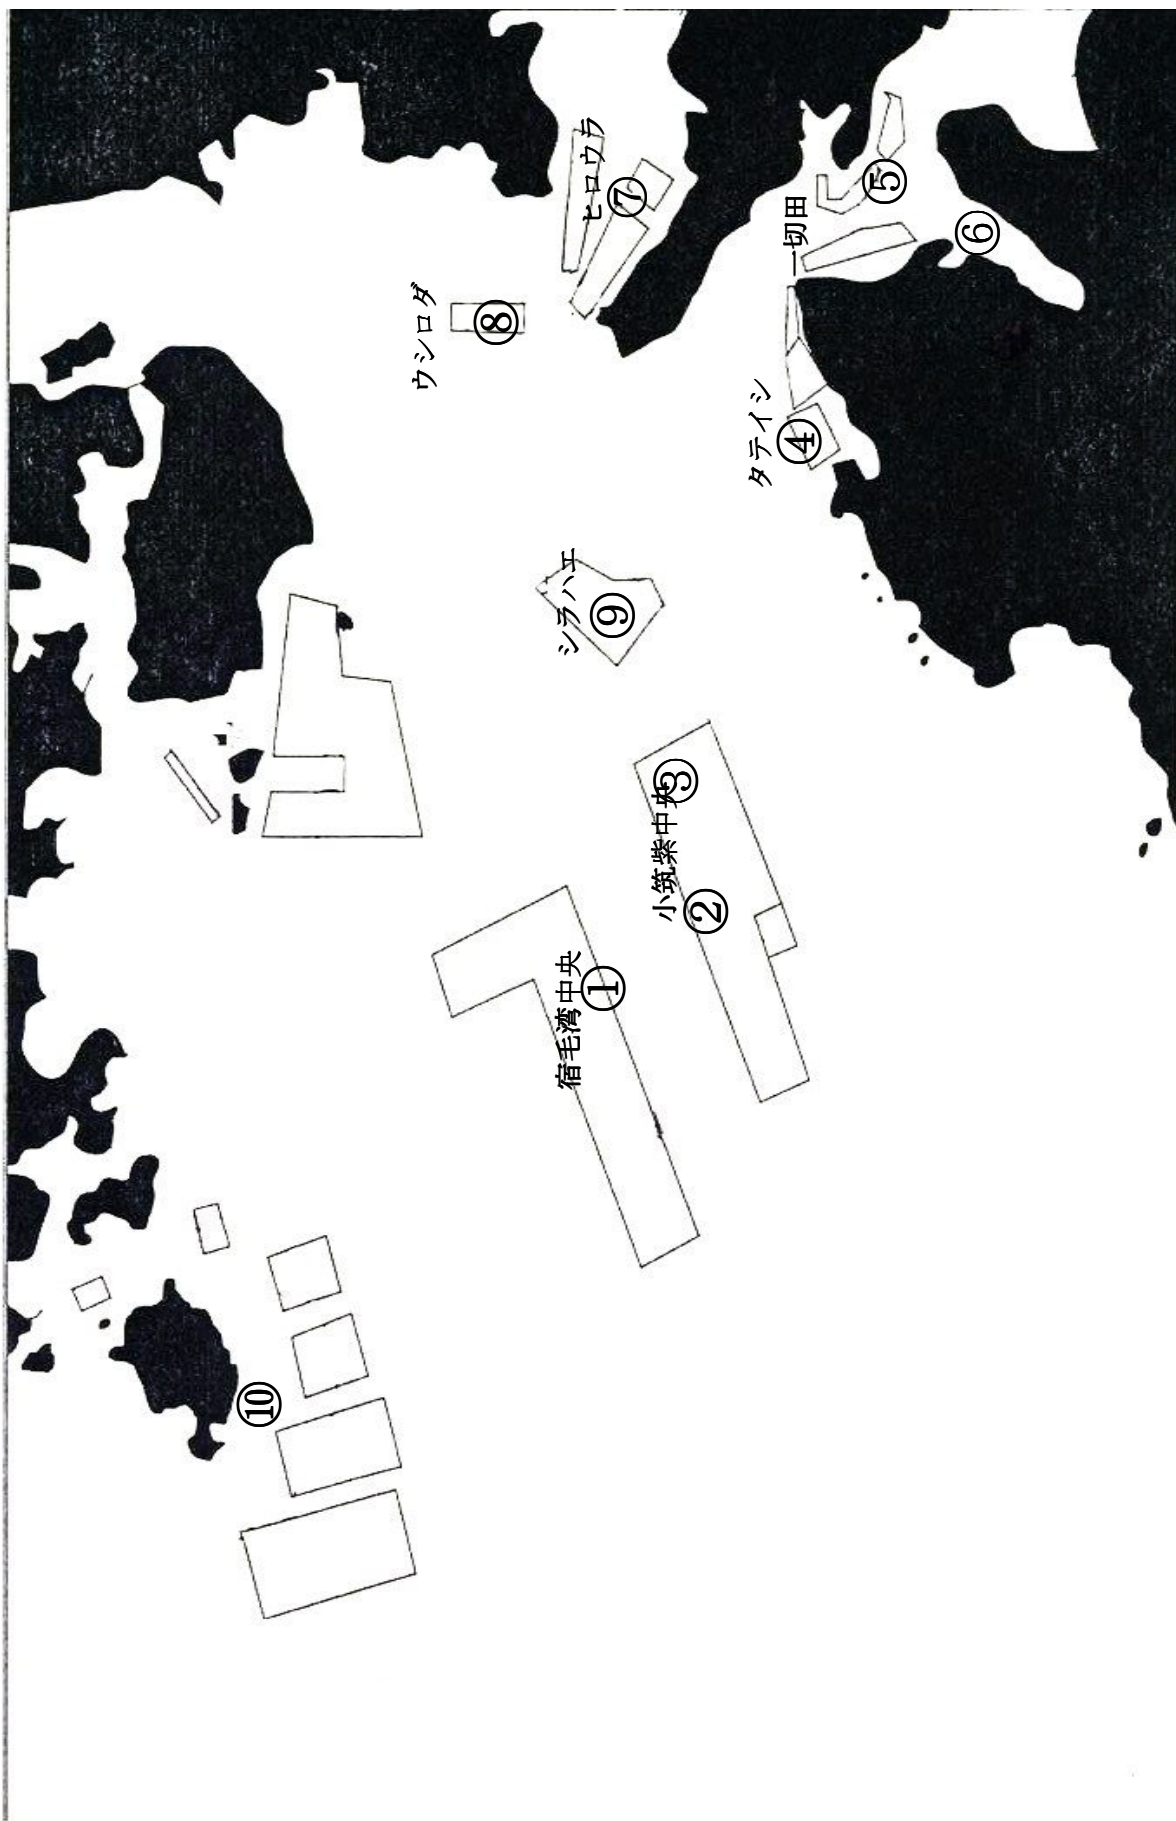 ヒロウラ
⑦
一切田
⑤
⑥
ウシロダ
⑧
タテイシ
④
シラハエ
⑨
小筑紫中央
③
②
宿毛湾中央
①
⑩